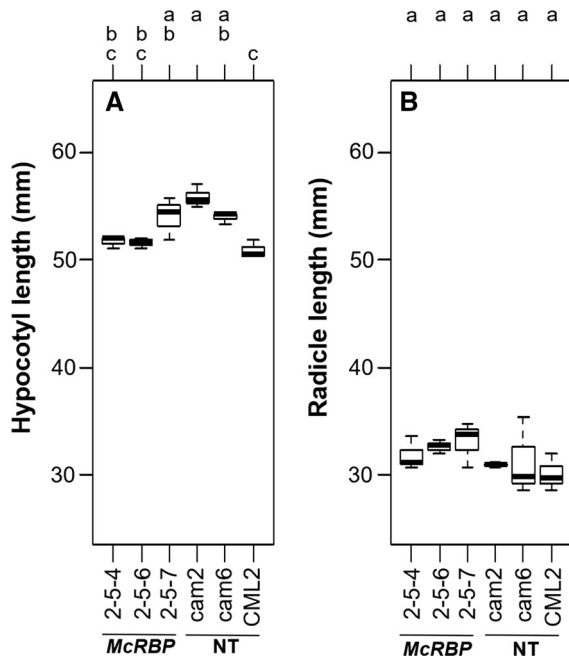 a a a a a a a a
b b b b
c c c
A B
Hypocotyl length (mm)
60
50
40
30
2-5-4 2-5-6 2-5-7 cam2 cam6 CML2
McRBP NT
Radicle length (mm)
60
50
40
30
2-5-4 2-5-6 2-5-7 cam2 cam6 CML2
McRBP NT